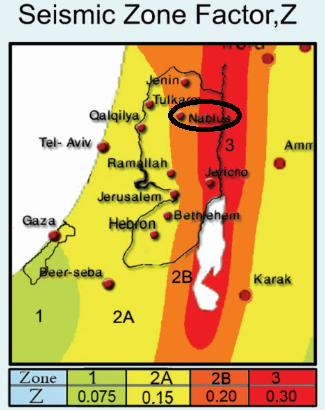 Seismic Zone Factor,Z
Jenin
Tulkarm
Qalqilya
Nablus
Tel- Aviv
3
Amm
Ramallah
Jericho
Jerusalem
Bethlehem
Gaza
Hebron
Beer-seba
2B
Karak
1
2A
Zone 1 2A 2B 3
Z 0.075 0.15 0.20 0.30